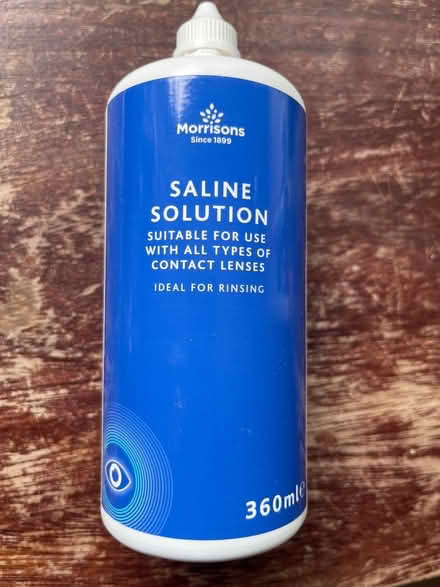 Morrisons
Since 1899
SALINE
SOLUTION
SUITABLE FOR USE
WITH ALL TYPES OF
CONTACT LENSES
IDEAL FOR RINSING
360ml℮